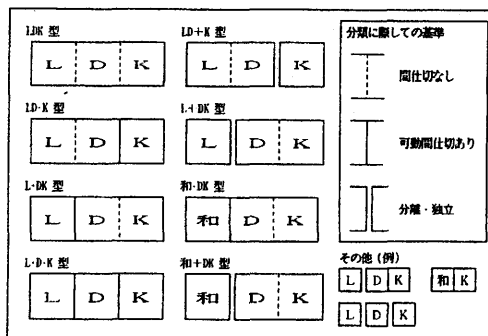 LDK 型
L D K
LD・K 型
L D K
L・DK 型
L D K
L・D・K 型
L D K
LD+K 型
L D K
L+DK 型
L D K
和・DK 型
和 D K
和+DK 型
和 D K
分類に際しての基準
間仕切なし
可動間仕切あり
分離・独立
その他 (例)
L D K 和 K
L D K